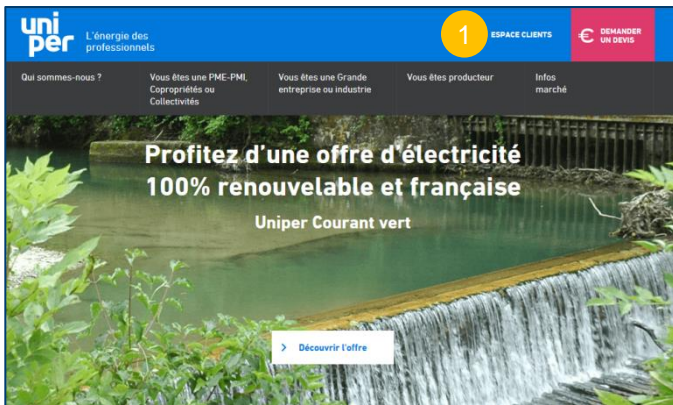 uni
per
L'énergie des
professionnels
1
ESPACE CLIENTS
€ DEMANDER
UN DEVIS
Qui sommes-nous ?
Vous êtes une PME-PMI,
Copropriétés ou
Collectivités
Vous êtes une Grande
entreprise ou industrie
Vous êtes producteur
Infos
marché
Profitez d'une offre d'électricité
100% renouvelable et française
Uniper Courant vert
> Découvrir l'offre